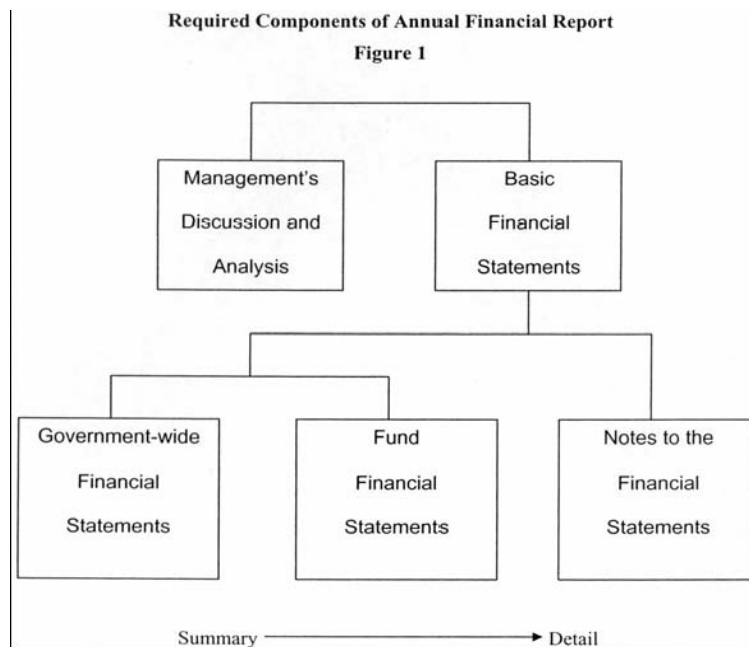 Required Components of Annual Financial Report
Figure 1
Management's
Discussion and
Analysis
Basic
Financial
Statements
Government-wide
Financial
Statements
Fund
Financial
Statements
Notes to the
Financial
Statements
Summary
Detail